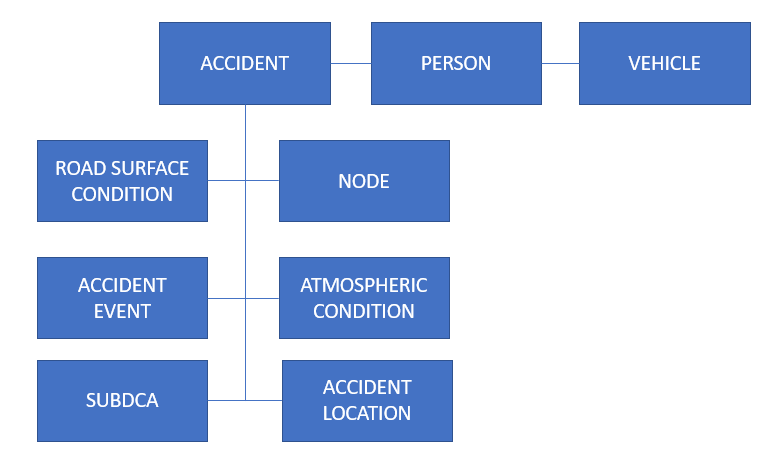 ACCIDENT
PERSON
VEHICLE
ROAD SURFACE
CONDITION
NODE
ACCIDENT
EVENT
ATMOSPHERIC
CONDITION
SUBDCA
ACCIDENT
LOCATION